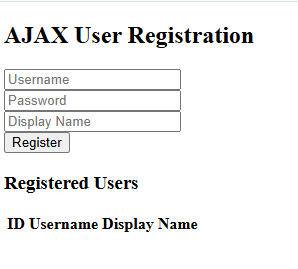 AJAX User Registration
Username
Password
Display Name
Register
Registered Users
ID Username Display Name